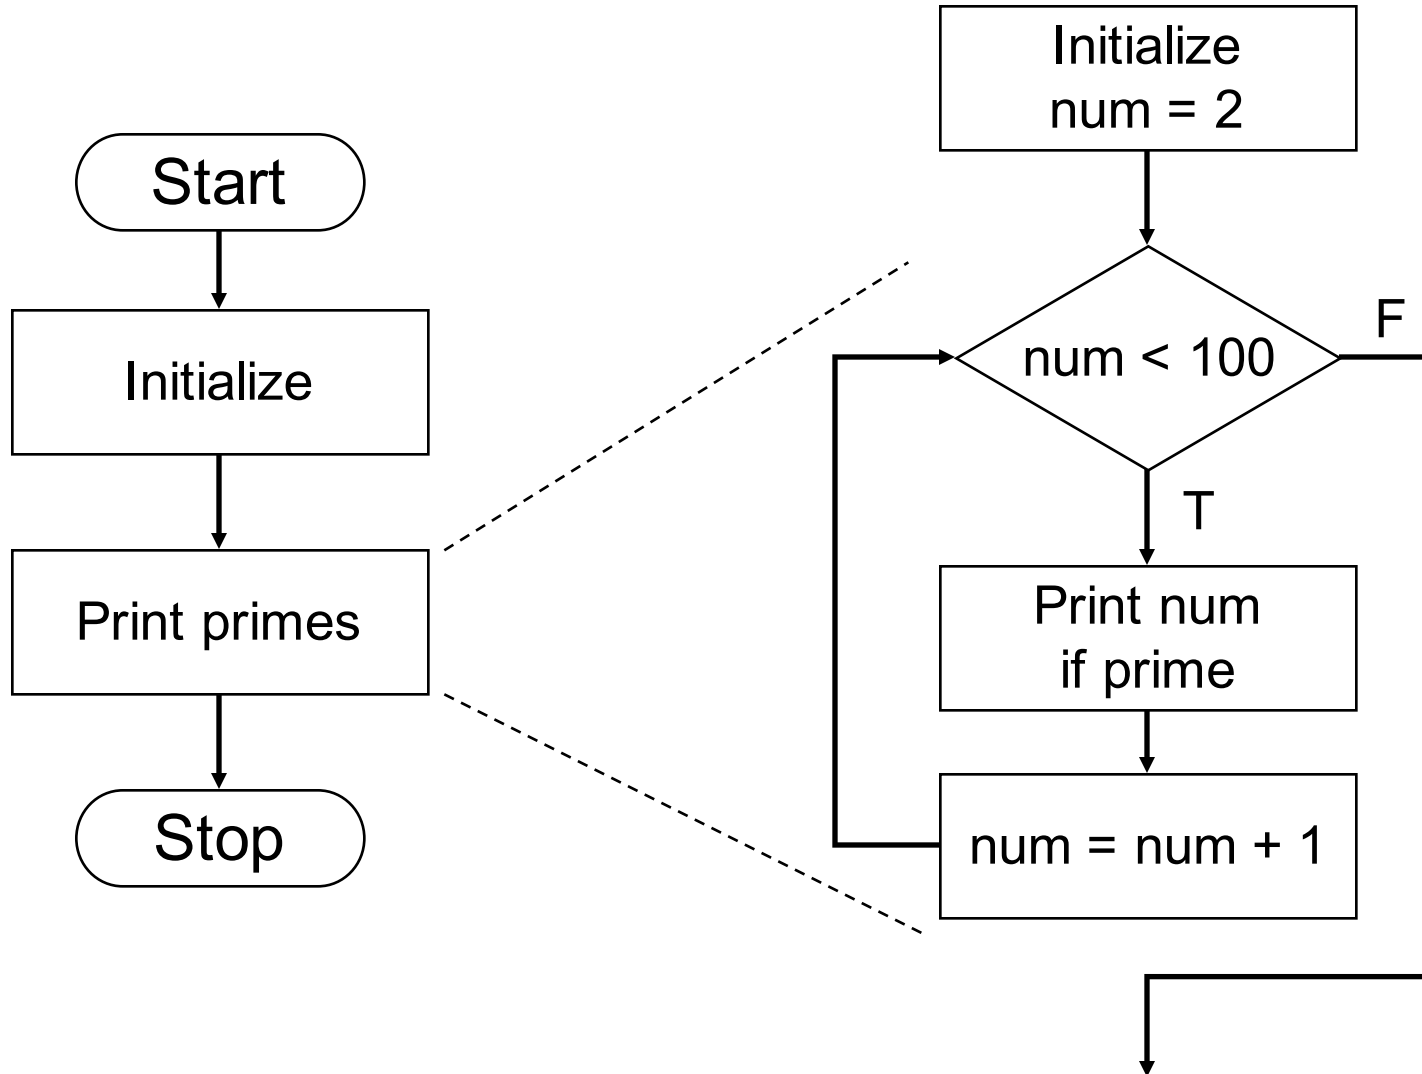 Start
Initialize
Print primes
Stop
Initialize
num = 2
num < 100
F
T
Print num
if prime
num = num + 1